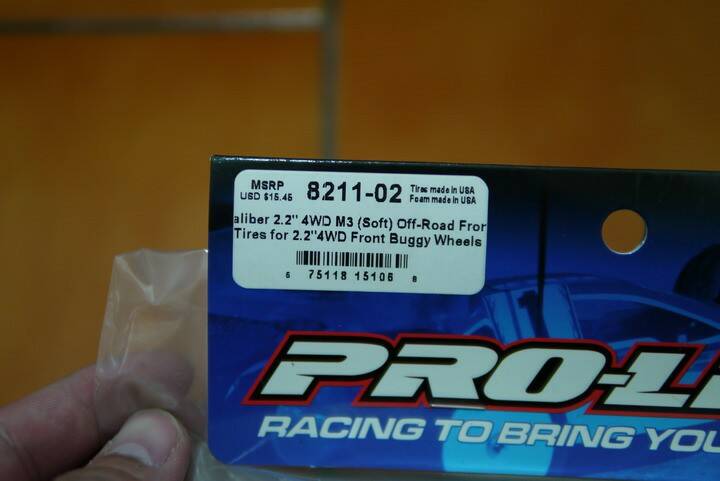 MSRP
USD $15.45
8211-02
Tires made in USA
Foam made in USA
aliber 2.2" 4WD M3 (Soft) Off-Road Fron
Tires for 2.2"4WD Front Buggy Wheels
6 75118 15106 8
PRO-L
RACING TO BRING YOU